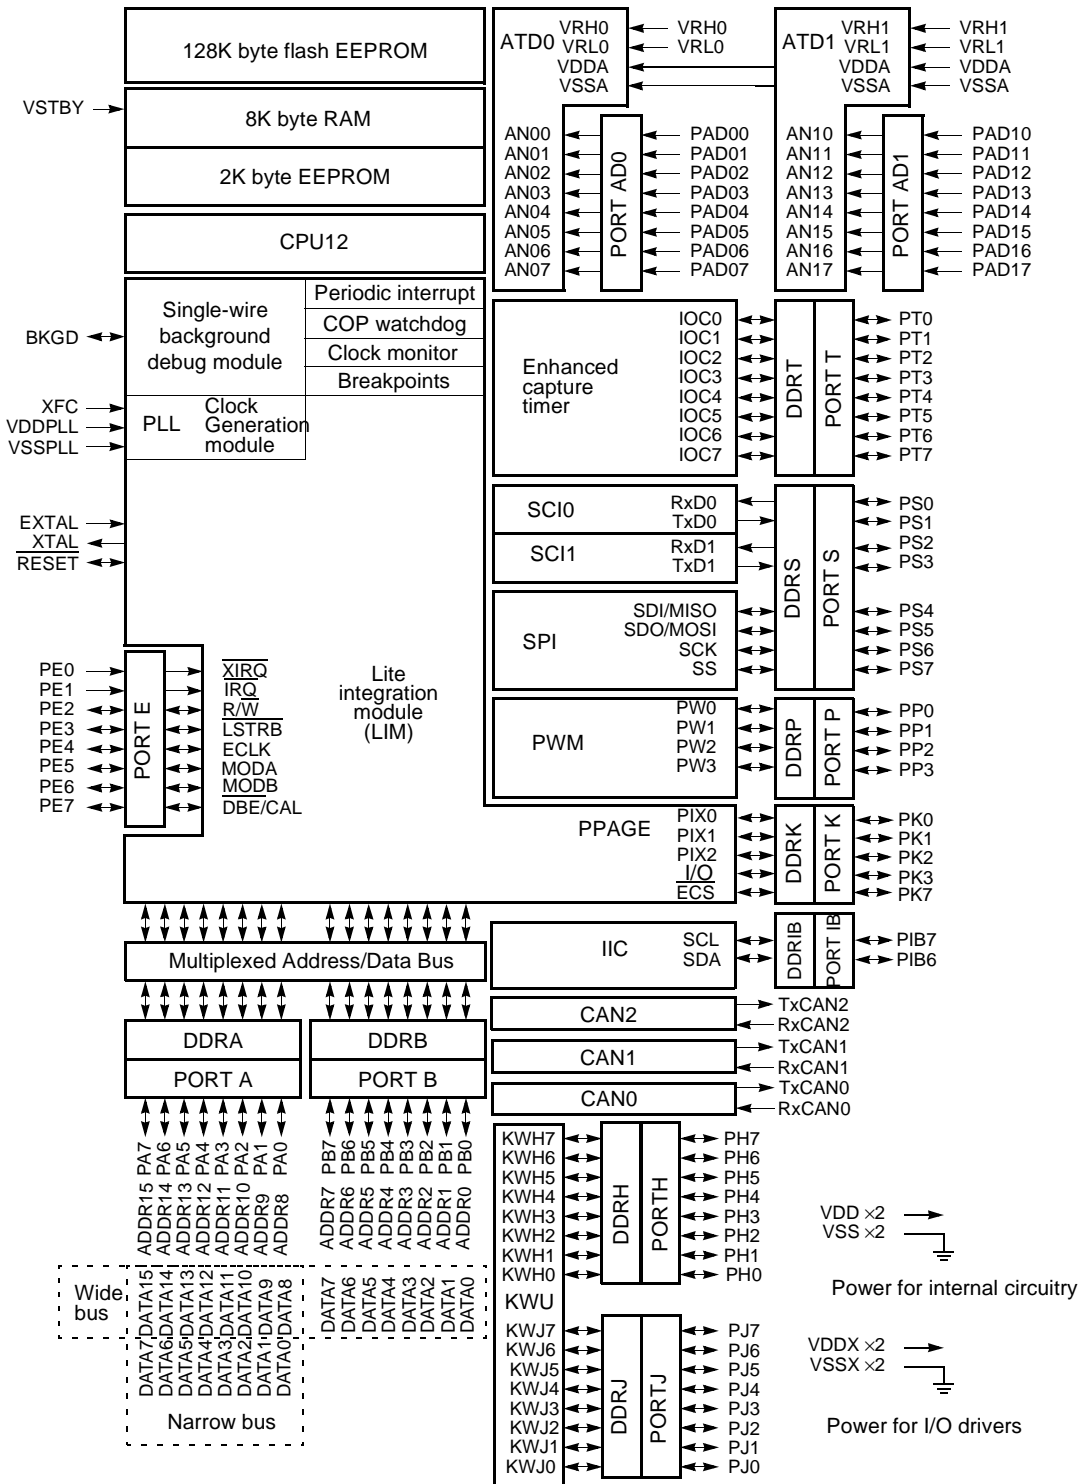 128K byte flash EEPROM
VSTBY
8K byte RAM
2K byte EEPROM
CPU12
Single-wire
background
debug module
Periodic interrupt
COP watchdog
Clock monitor
Breakpoints
BKGD
XFC
VDDPLL
VSSPLL
PLL
Clock
Generation
module
EXTAL
XTAL
RESET
PE0
PE1
PE2
PE3
PE4
PE5
PE6
PE7
PORT E
XIRQ
IRQ
R/W
LSTRB
ECLK
MODA
MODB
DBE/CAL
Lite
integration
module
(LIM)
PPAGE
PIX0
PIX1
PIX2
I/O
ECS
DDRK
PORT K
PK0
PK1
PK2
PK3
PK7
ATD0
VRH0
VRL0
VDDA
VSSA
VRH0
VRL0
AN00
AN01
AN02
AN03
AN04
AN05
AN06
AN07
PORT AD0
PAD00
PAD01
PAD02
PAD03
PAD04
PAD05
PAD06
PAD07
ATD1
VRH1
VRL1
VDDA
VSSA
VRH1
VRL1
VDDA
VSSA
AN10
AN11
AN12
AN13
AN14
AN15
AN16
AN17
PORT AD1
PAD10
PAD11
PAD12
PAD13
PAD14
PAD15
PAD16
PAD17
Enhanced
capture
timer
IOC0
IOC1
IOC2
IOC3
IOC4
IOC5
IOC6
IOC7
DDRT
PORT T
PT0
PT1
PT2
PT3
PT4
PT5
PT6
PT7
SCI0
RxD0
TxD0
SCI1
RxD1
TxD1
SPI
SDI/MISO
SDO/MOSI
SCK
SS
DDRS
PORT S
PS0
PS1
PS2
PS3
PS4
PS5
PS6
PS7
PWM
PW0
PW1
PW2
PW3
DDRP
PORT P
PP0
PP1
PP2
PP3
IIC
SCL
SDA
DDRIB
PORT IB
PIB7
PIB6
CAN2
TxCAN2
RxCAN2
CAN1
TxCAN1
RxCAN1
CAN0
TxCAN0
RxCAN0
Multiplexed Address/Data Bus
DDRA
PORT A
DDRB
PORT B
PA7
PA6
PA5
PA4
PA3
PA2
PA1
PA0
PB7
PB6
PB5
PB4
PB3
PB2
PB1
PB0
ADDR15
ADDR14
ADDR13
ADDR12
ADDR11
ADDR10
ADDR9
ADDR8
ADDR7
ADDR6
ADDR5
ADDR4
ADDR3
ADDR2
ADDR1
ADDR0
Wide
bus
DATA15
DATA14
DATA13
DATA12
DATA11
DATA10
DATA9
DATA8
DATA7
DATA6
DATA5
DATA4
DATA3
DATA2
DATA1
DATA0
DATA7
DATA6
DATA5
DATA4
DATA3
DATA2
DATA1
DATA0
Narrow bus
KWH7
KWH6
KWH5
KWH4
KWH3
KWH2
KWH1
KWH0
DDRH
PORTH
PH7
PH6
PH5
PH4
PH3
PH2
PH1
PH0
KWU
KWJ7
KWJ6
KWJ5
KWJ4
KWJ3
KWJ2
KWJ1
KWJ0
DDRJ
PORTJ
PJ7
PJ6
PJ5
PJ4
PJ3
PJ2
PJ1
PJ0
VDD ×2
VSS ×2
Power for internal circuitry
VDDX ×2
VSSX ×2
Power for I/O drivers